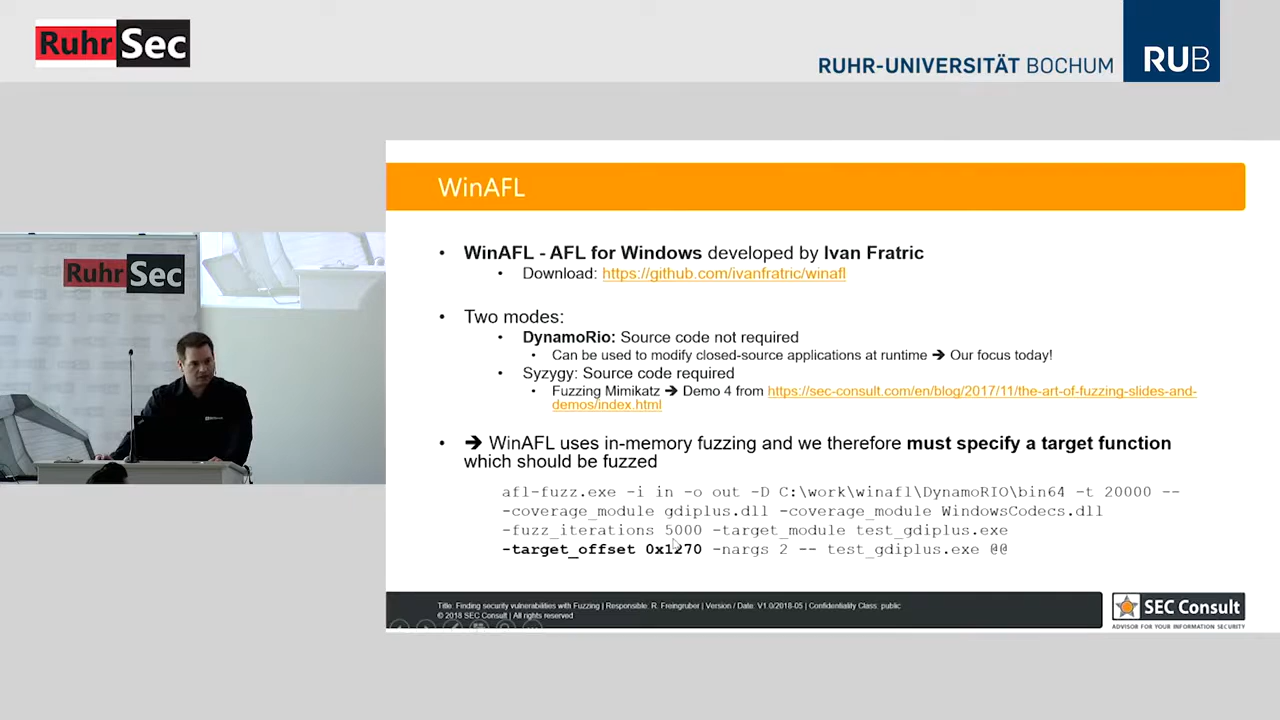 RuhrSec
RUHR-UNIVERSITÄT BOCHUM
RUB
RuhrSec
WinAFL
• WinAFL - AFL for Windows developed by Ivan Fratric
• Download: https://github.com/ivanfratric/winafl
• Two modes:
• DynamoRio: Source code not required
• Can be used to modify closed-source applications at runtime ➔ Our focus today!
• Syzygy: Source code required
• Fuzzing Mimikatz ➔ Demo 4 from https://sec-consult.com/en/blog/2017/11/the-art-of-fuzzing-slides-and-
demos/index.html
• ➔ WinAFL uses in-memory fuzzing and we therefore must specify a target function
which should be fuzzed
afl-fuzz.exe -i in -o out -D C:\work\winafl\DynamoRIO\bin64 -t 20000 --
-coverage_module gdiplus.dll -coverage_module WindowsCodecs.dll
-fuzz_iterations 5000 -target_module test_gdiplus.exe
-target_offset 0x1270 -nargs 2 -- test_gdiplus.exe @@
Title: Finding security vulnerabilities with Fuzzing | Responsible: R. Freingruber | Version / Date: V1.0/2018-05 | Confidentiality Class: public
© 2018 SEC Consult | All rights reserved
SEC Consult
ADVISOR FOR YOUR INFORMATION SECURITY